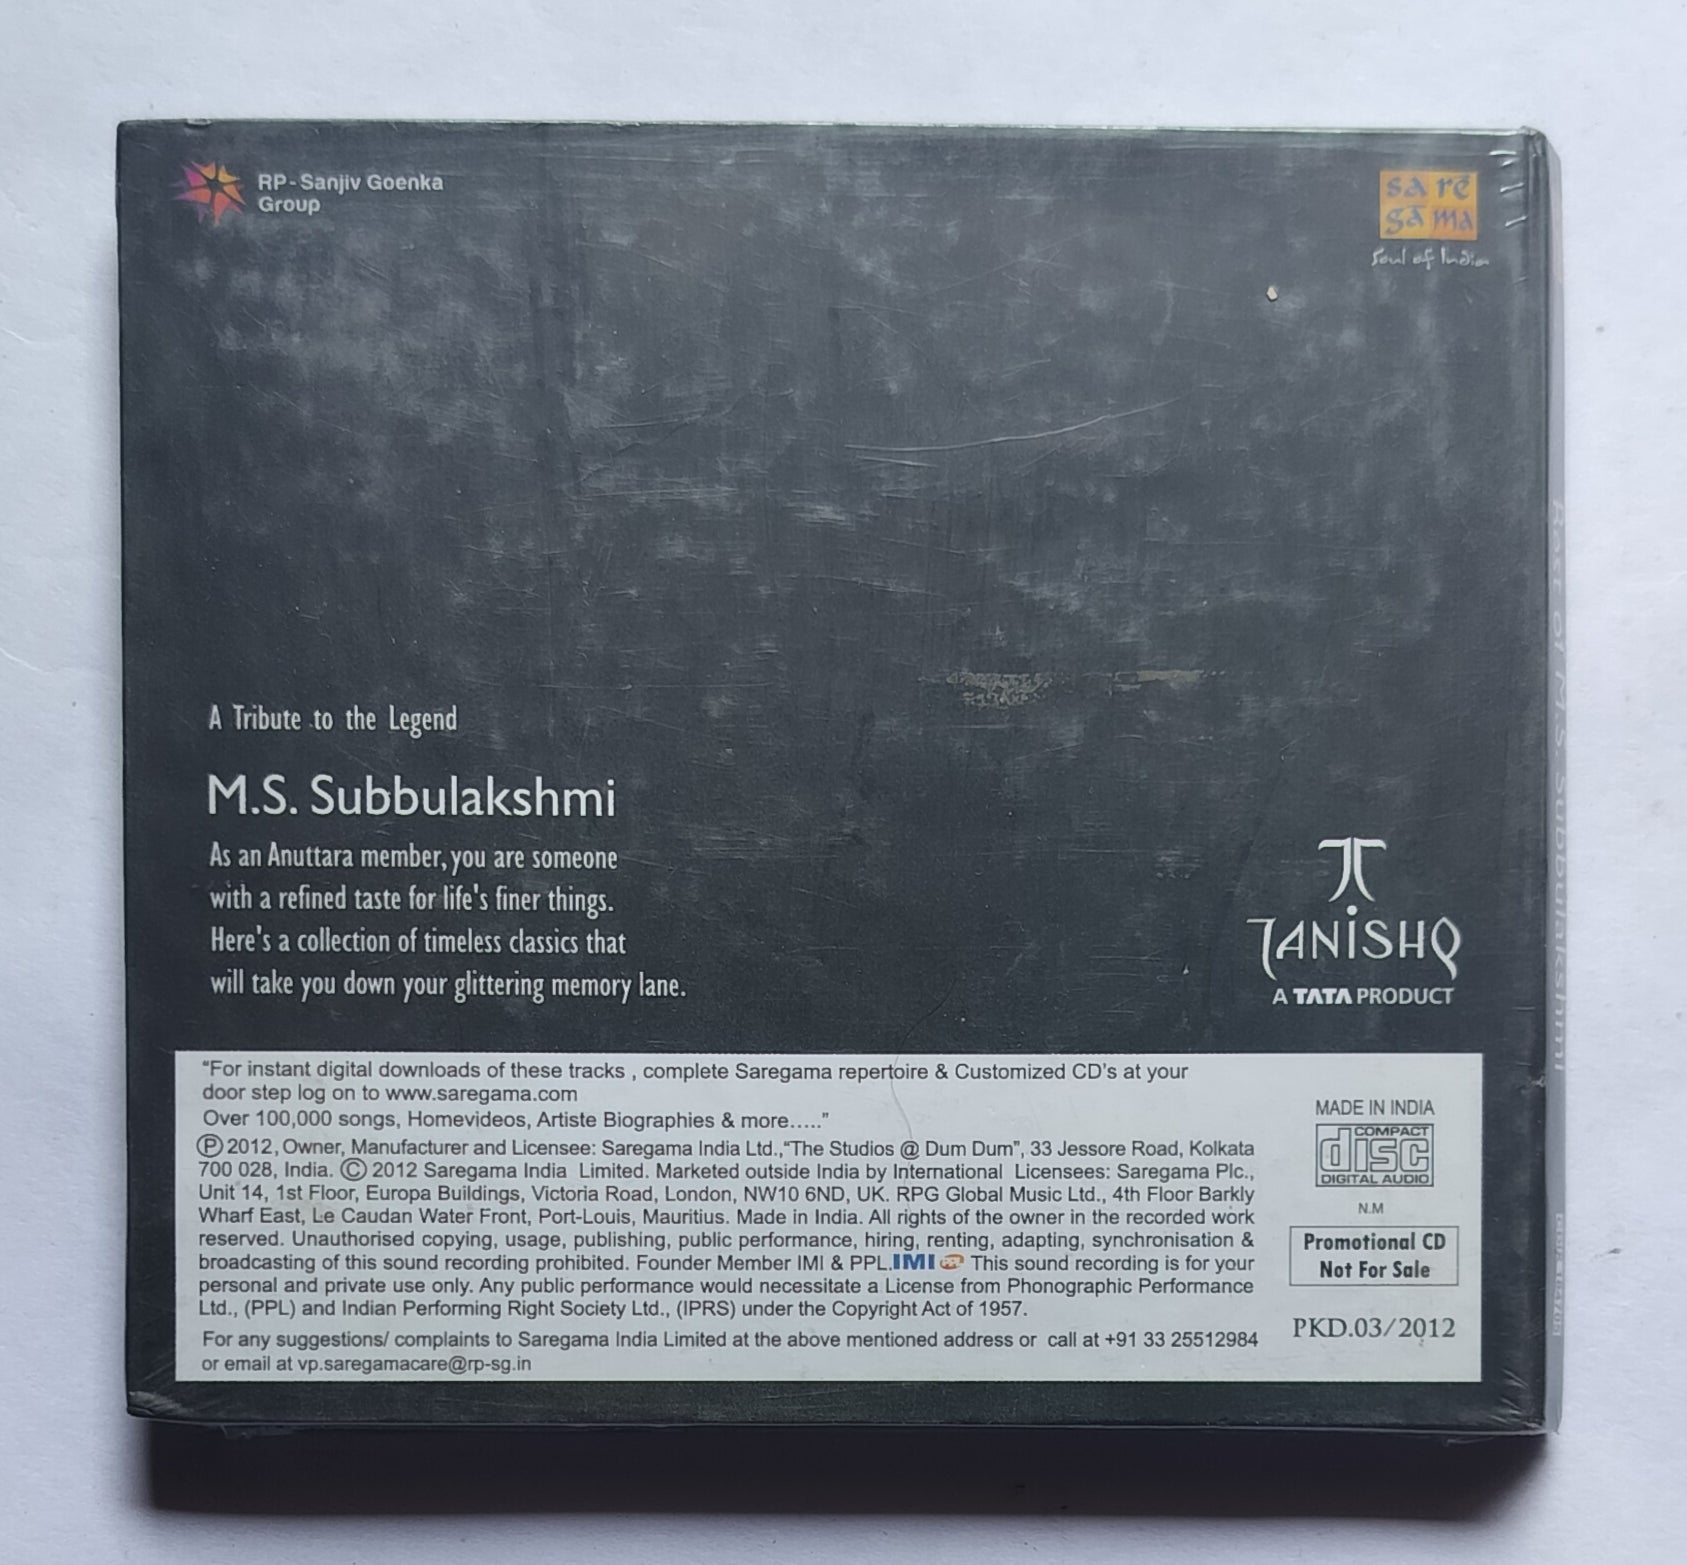 RP-Sanjiv Goenka
Group
sa re
ga ma
Soul of India
A Tribute to the Legend
M.S. Subbulakshmi
As an Anuttara member, you are someone
with a refined taste for life's finer things.
Here's a collection of timeless classics that
will take you down your glittering memory lane.
TANiSHQ
A TATA PRODUCT
"For instant digital downloads of these tracks , complete Saregama repertoire & Customized CD's at your
door step log on to www.saregama.com
Over 100,000 songs, Homevideos, Artiste Biographies & more....."
Ⓟ 2012, Owner, Manufacturer and Licensee: Saregama India Ltd.,"The Studios @ Dum Dum", 33 Jessore Road, Kolkata
700 028, India. © 2012 Saregama India Limited. Marketed outside India by International Licensees: Saregama Plc.,
Unit 14, 1st Floor, Europa Buildings, Victoria Road, London, NW10 6ND, UK. RPG Global Music Ltd., 4th Floor Barkly
Wharf East, Le Caudan Water Front, Port-Louis, Mauritius. Made in India. All rights of the owner in the recorded work
reserved. Unauthorised copying, usage, publishing, public performance, hiring, renting, adapting, synchronisation &
broadcasting of this sound recording prohibited. Founder Member IMI & PPL.IMI This sound recording is for your
personal and private use only. Any public performance would necessitate a License from Phonographic Performance
Ltd., (PPL) and Indian Performing Right Society Ltd., (IPRS) under the Copyright Act of 1957.
For any suggestions/ complaints to Saregama India Limited at the above mentioned address or call at +91 33 25512984
or email at vp.saregamacare@rp-sg.in
MADE IN INDIA
COMPACT
disc
DIGITAL AUDIO
N.M
Promotional CD
Not For Sale
PKD.03/2012
Best of M.S. Subbulakshmi